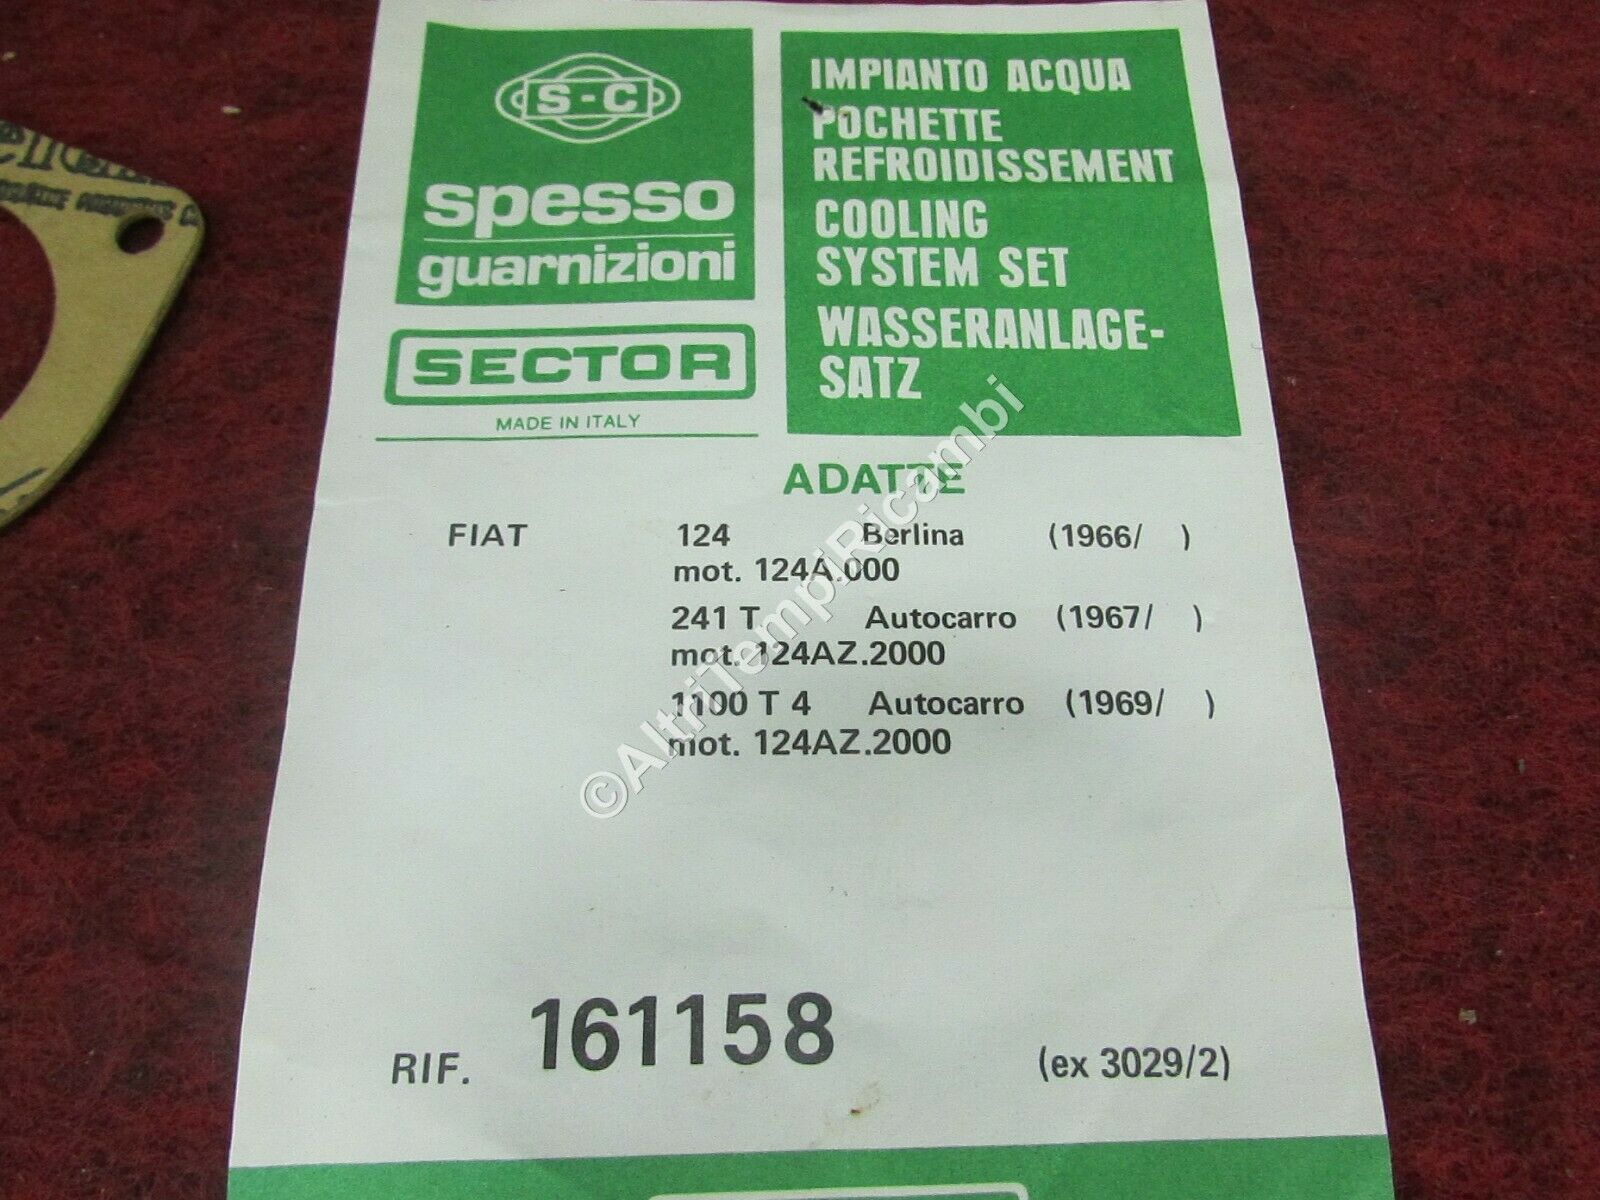 S-C
spesso
guarnizioni
SECTOR
MADE IN ITALY
IMPIANTO ACQUA
POCHETTE
REFROIDISSEMENT
COOLING
SYSTEM SET
WASSERANLAGE-
SATZ
ADATTE
FIAT 124 Berlina (1966/ )
mot. 124A.000
241 T Autocarro (1967/ )
mot. 124AZ.2000
1100 T 4 Autocarro (1969/ )
mot. 124AZ.2000
RIF. 161158 (ex 3029/2)
©AltriTempiRicambi